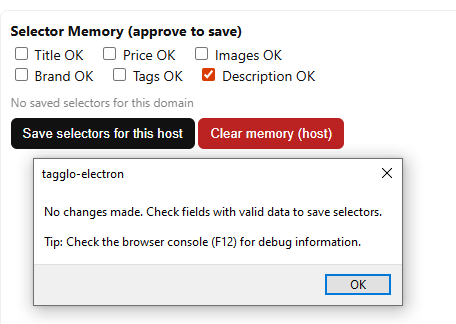 Selector Memory (approve to save)
Title OK Price OK Images OK
Brand OK Tags OK Description OK
No saved selectors for this domain
Save selectors for this host Clear memory (host)
tagglo-electron
No changes made. Check fields with valid data to save selectors.
Tip: Check the browser console (F12) for debug information.
OK